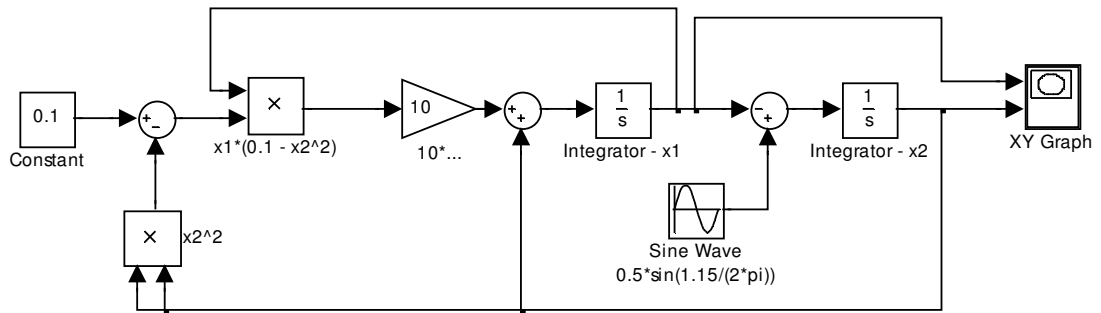 0.1
Constant
+
−
×
x1*(0.1 - x2^2)
10
10*...
+
+
1
s
Integrator - x1
−
+
1
s
Integrator - x2
XY Graph
×
x2^2
Sine Wave
0.5*sin(1.15/(2*pi))